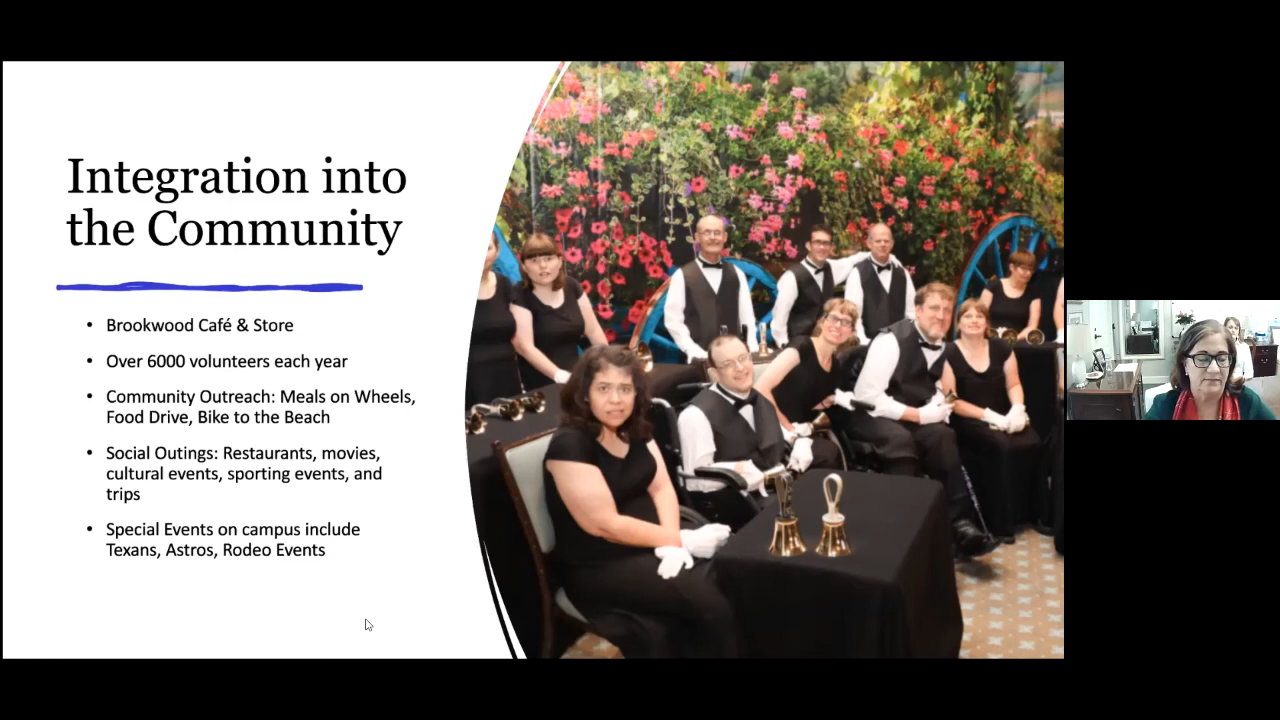 Integration into
the Community
• Brookwood Café & Store
• Over 6000 volunteers each year
• Community Outreach: Meals on Wheels,
Food Drive, Bike to the Beach
• Social Outings: Restaurants, movies,
cultural events, sporting events, and
trips
• Special Events on campus include
Texans, Astros, Rodeo Events